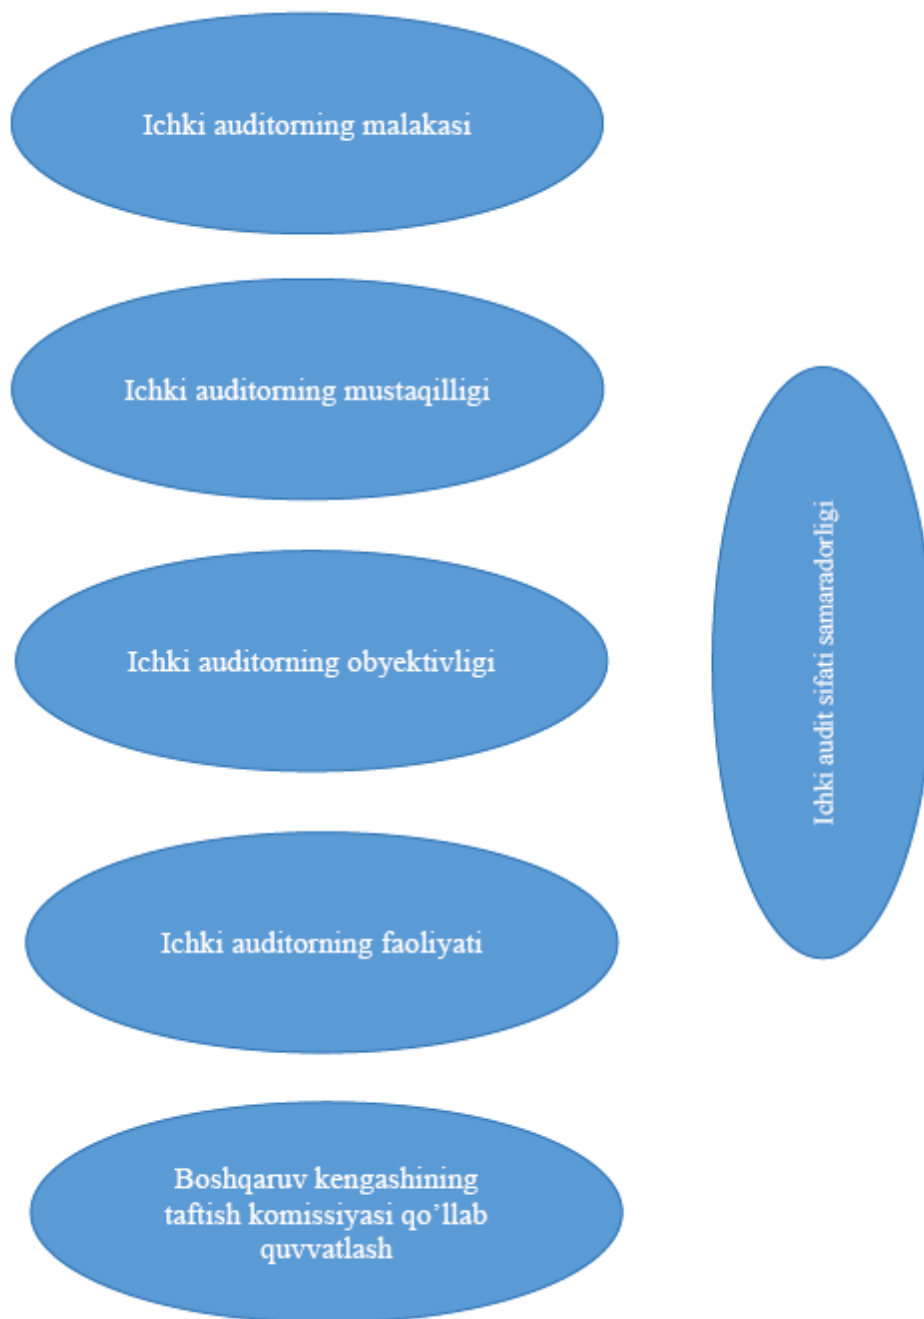 Ichki auditorning malakasi
Ichki auditorning mustaqilligi
Ichki auditorning obyektivligi
Ichki auditorning faoliyati
Boshqaruv kengashining
taftish komissiyasi qo’llab
quvvatlash
Ichki audit sifati samaradorligi